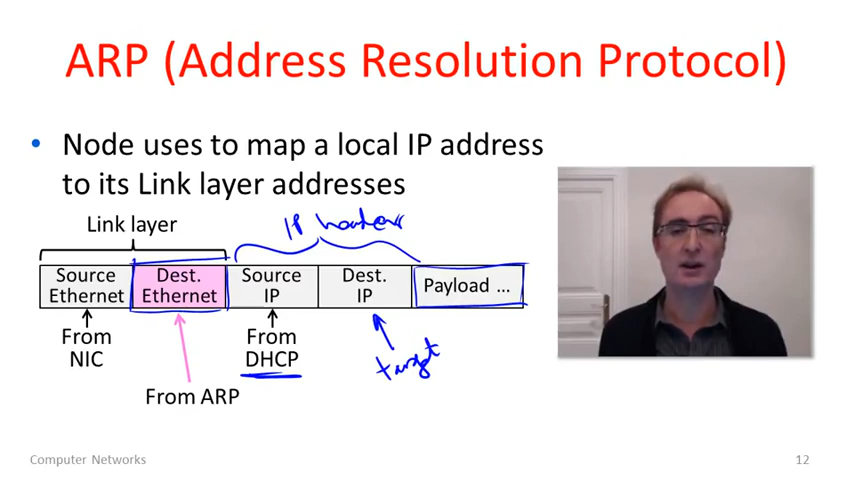 ARP (Address Resolution Protocol)
• Node uses to map a local IP address
to its Link layer addresses
Link layer
IP
Source
Ethernet
Dest.
Ethernet
Source
IP
Dest.
IP
Payload ...
From
NIC
From
DHCP
target
From ARP
Computer Networks
12